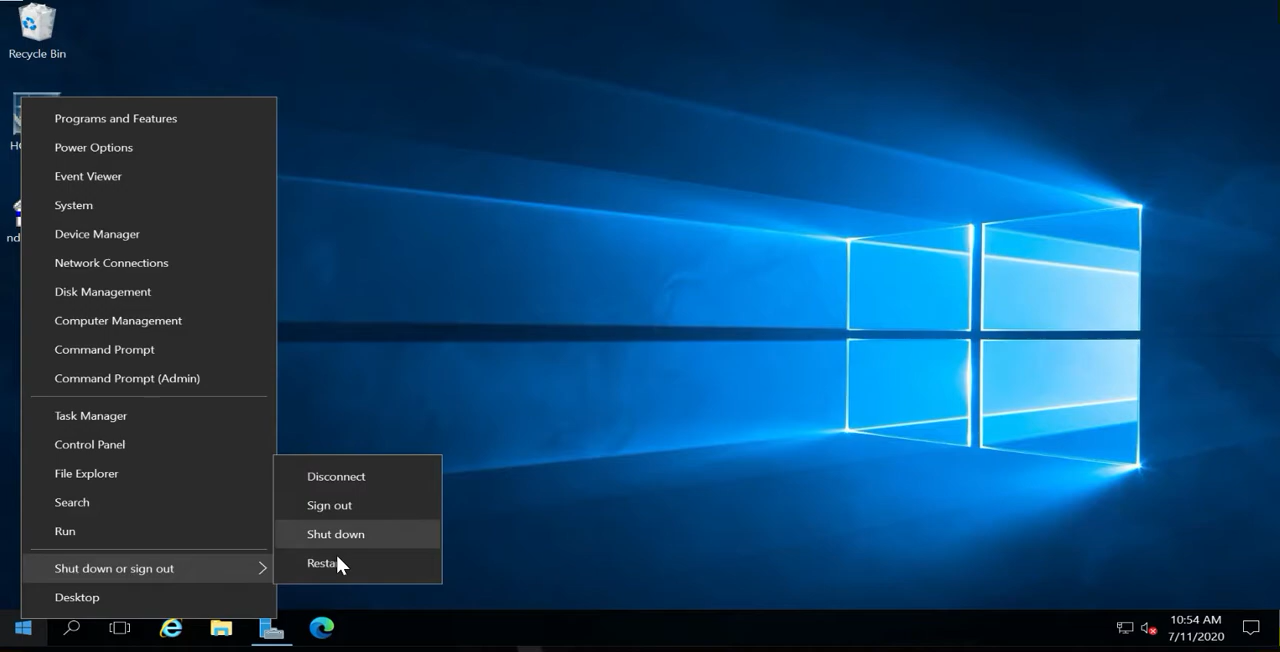 Recycle Bin
Programs and Features
Power Options
Event Viewer
System
Device Manager
Network Connections
Disk Management
Computer Management
Command Prompt
Command Prompt (Admin)
Task Manager
Control Panel
File Explorer
Search
Run
Shut down or sign out
Desktop
Disconnect
Sign out
Shut down
10:54 AM
7/11/2020